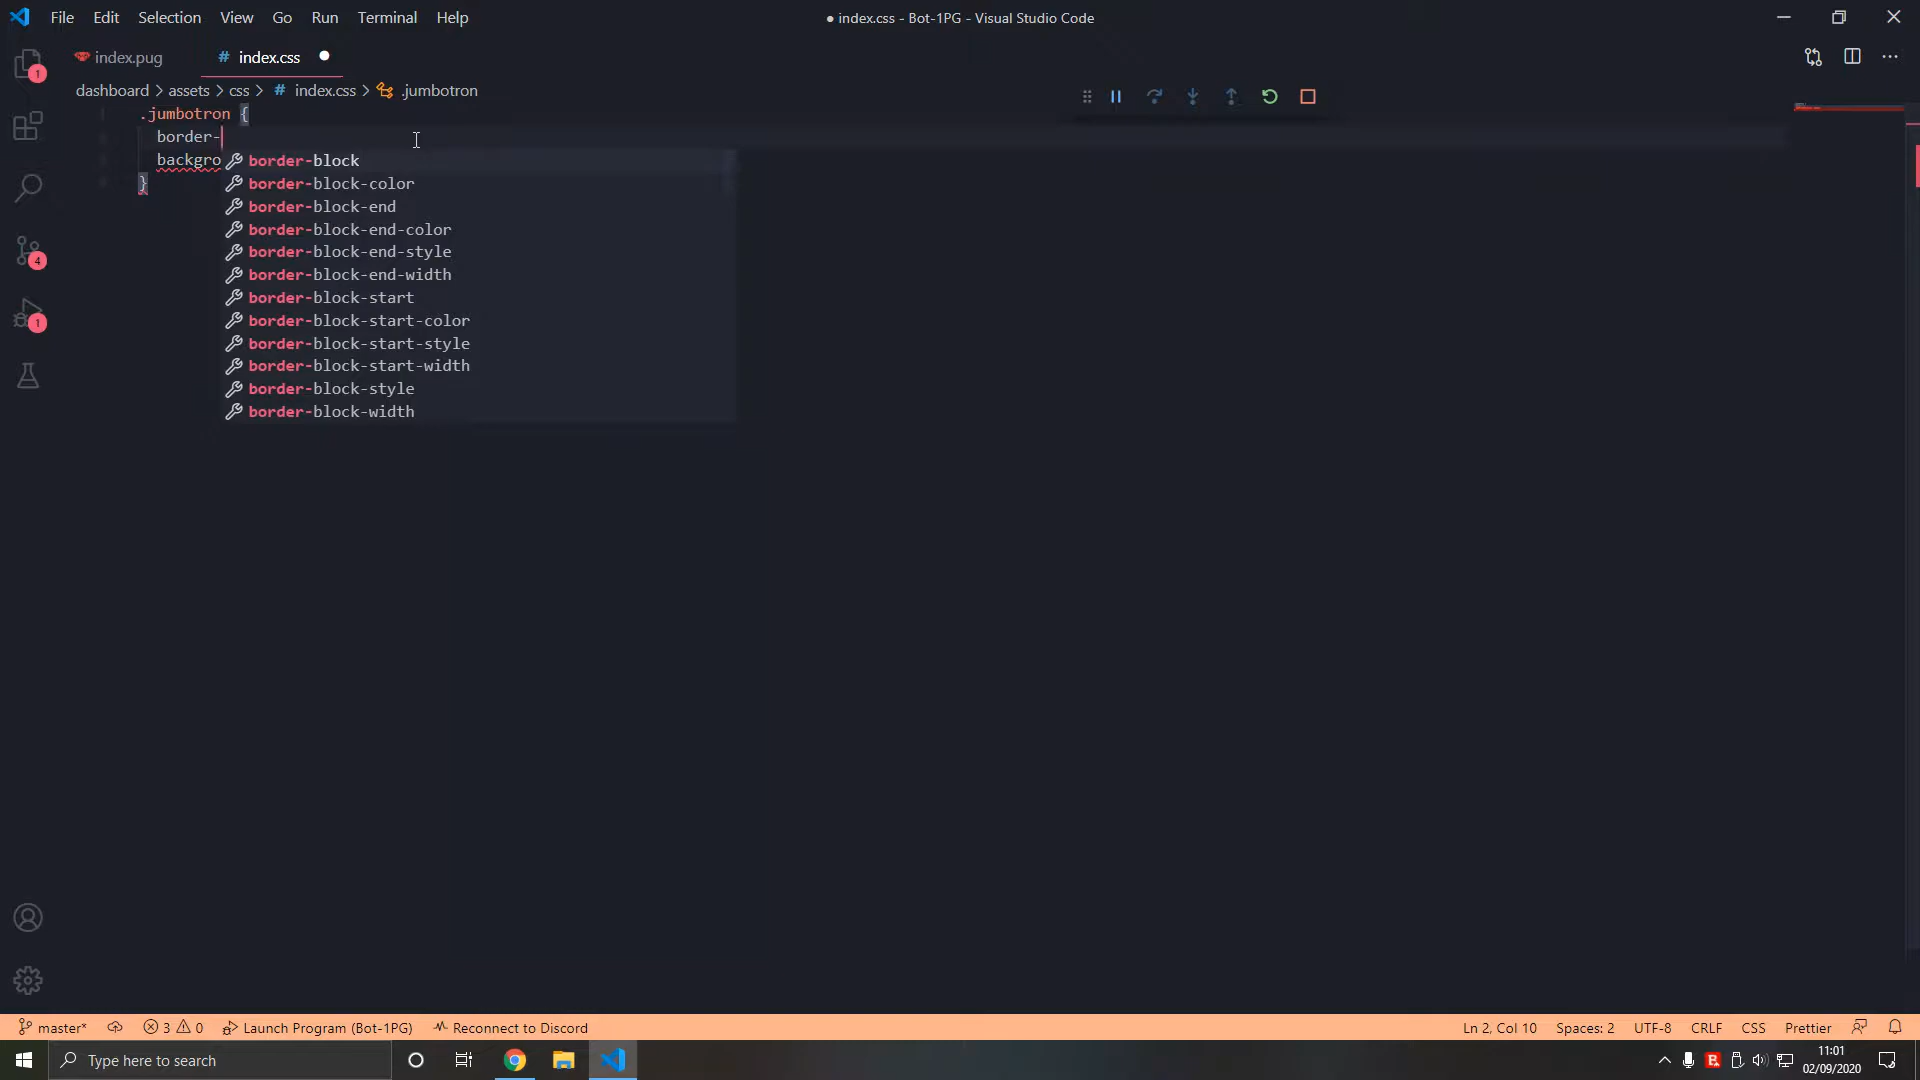 File Edit Selection View Go Run Terminal Help
● index.css - Bot-1PG - Visual Studio Code
index.pug
# index.css
dashboard > assets > css > # index.css > .jumbotron
.jumbotron {
border-
backgro
}
border-block
border-block-color
border-block-end
border-block-end-color
border-block-end-style
border-block-end-width
border-block-start
border-block-start-color
border-block-start-style
border-block-start-width
border-block-style
border-block-width
1
4
1
master* 3 0 Launch Program (Bot-1PG) Reconnect to Discord
Ln 2, Col 10 Spaces: 2 UTF-8 CRLF CSS Prettier
Type here to search
11:01
02/09/2020